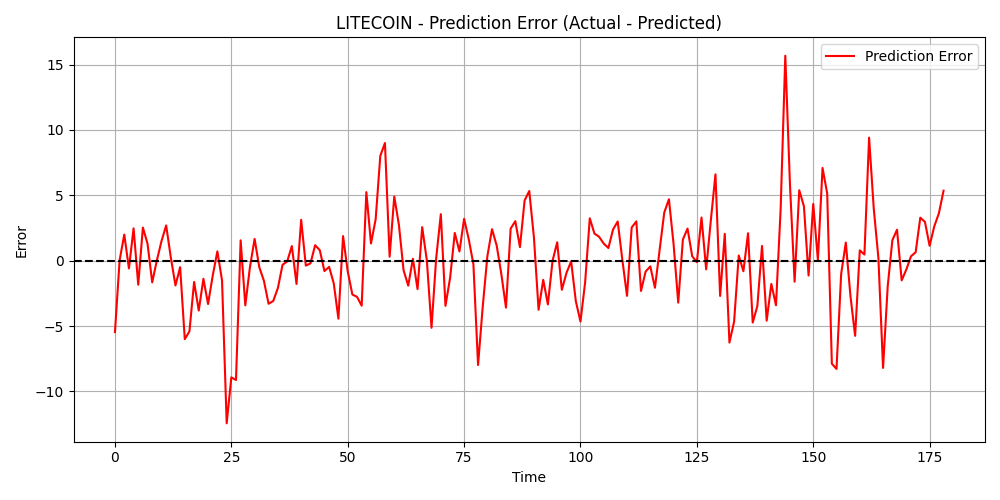 LITECOIN - Prediction Error (Actual - Predicted)
Prediction Error
15
10
5
0
−5
−10
Error
0 25 50 75 100 125 150 175
Time